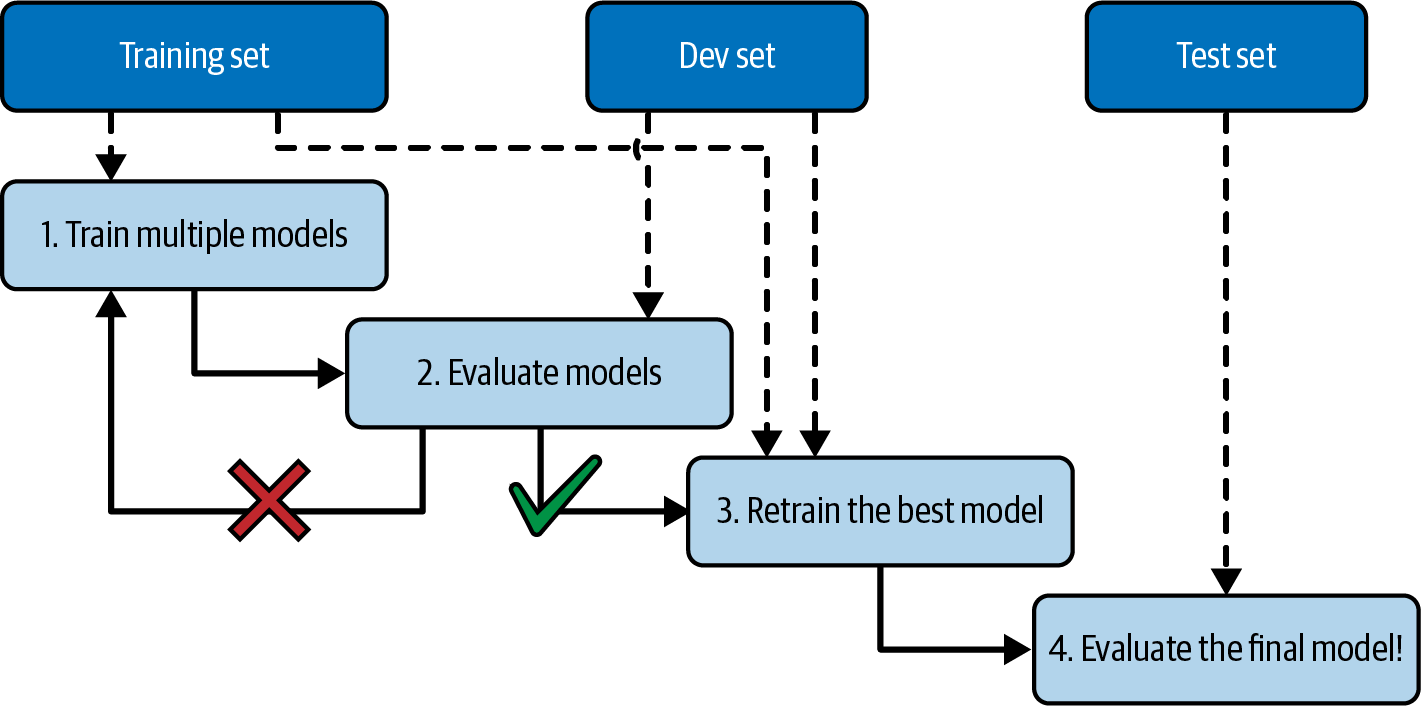 Training set
Dev set
Test set
1. Train multiple models
2. Evaluate models
3. Retrain the best model
4. Evaluate the final model!